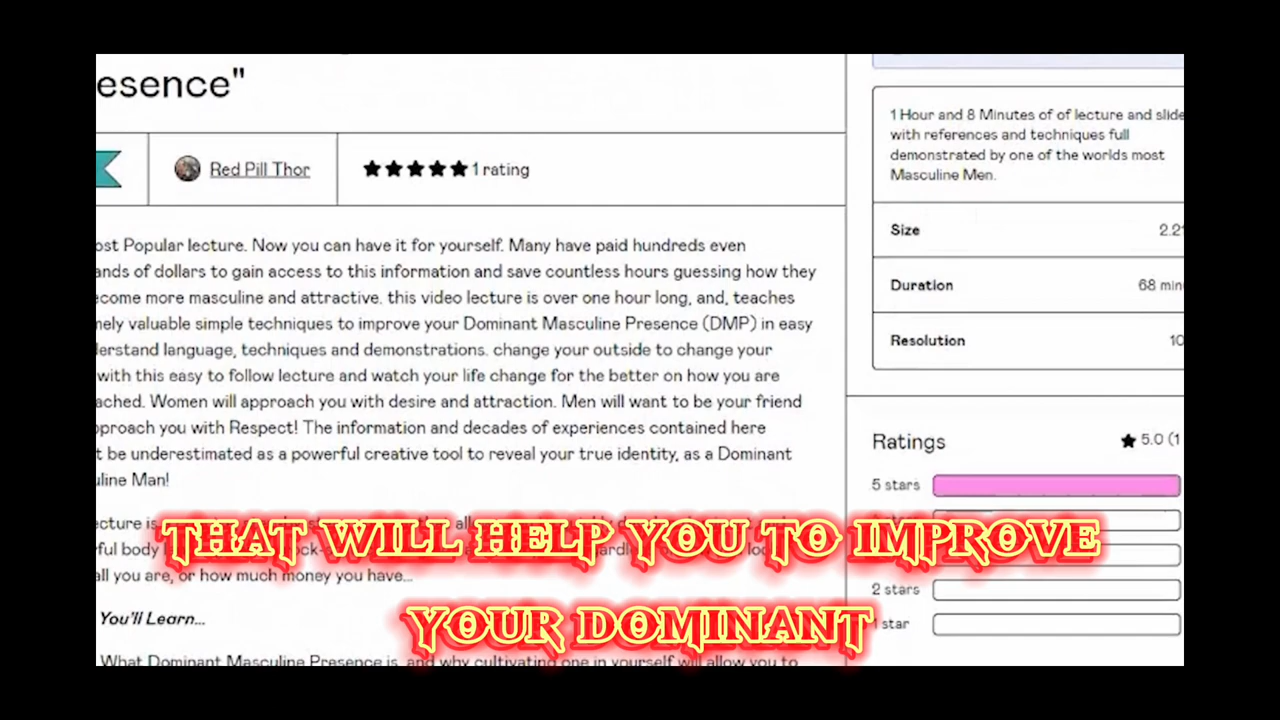 esence"
Red Pill Thor
1 rating
ost Popular lecture. Now you can have it for yourself. Many have paid hundreds even
ands of dollars to gain access to this information and save countless hours guessing how they
come more masculine and attractive. this video lecture is over one hour long, and, teaches
mely valuable simple techniques to improve your Dominant Masculine Presence (DMP) in easy
derstand language, techniques and demonstrations. change your outside to change your
with this easy to follow lecture and watch your life change for the better on how you are
ached. Women will approach you with desire and attraction. Men will want to be your friend
pproach you with Respect! The information and decades of experiences contained here
t be underestimated as a powerful creative tool to reveal your true identity, as a Dominant
line Man!
ecture is
ful body
all you are, or how much money you have...
You'll Learn...
What Dominant Masculine Presence is, and why cultivating one in yourself will allow you to
1 Hour and 8 Minutes of of lecture and slide
with references and techniques full
demonstrated by one of the worlds most
Masculine Men.
Size 2.21
Duration 68 min
Resolution 10
Ratings 5.0 (1
5 stars
2 stars
star
THAT WILL HELP YOU TO IMPROVE
YOUR DOMINANT